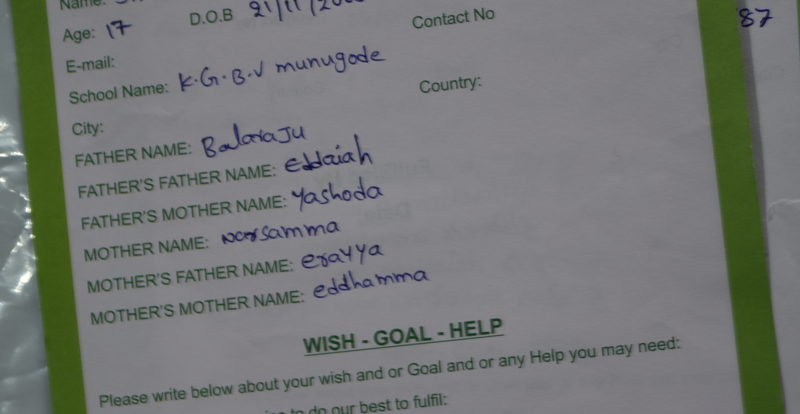 Name:
Age: 17 D.O.B 21/11/ Contact No
87
E-mail:
School Name: K.G.B.V munugode
City: Country:
FATHER NAME: Balaraju
FATHER'S FATHER NAME: Eddaiah
FATHER'S MOTHER NAME: Yashoda
MOTHER NAME: Narsamma
MOTHER'S FATHER NAME: erayya
MOTHER'S MOTHER NAME: eddhamma
WISH - GOAL - HELP
Please write below about your wish and or Goal and or any Help you may need:
to do our best to fulfil: